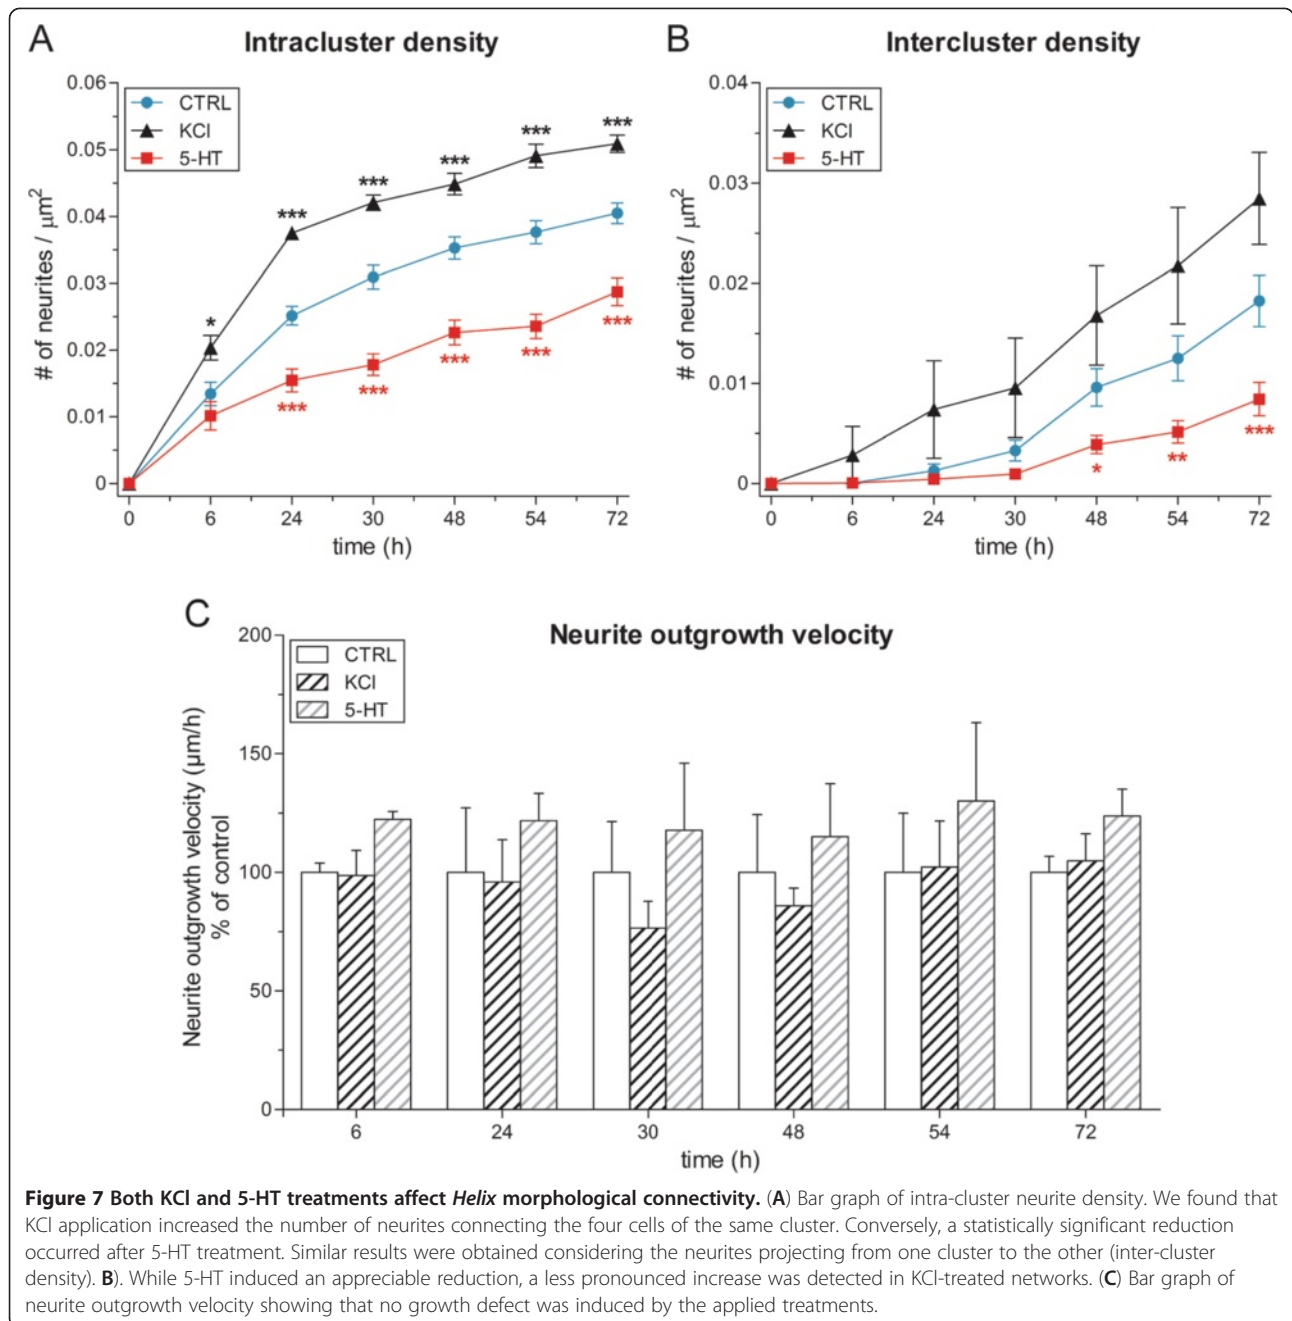 A
Intracluster density
0.06
0.05
0.04
0.03
0.02
0.01
0
# of neurites / μm²
CTRL
KCl
5-HT
*
***
***
***
***
***
***
***
***
***
***
0 6 24 30 48 54 72
time (h)
B
Intercluster density
0.04
0.03
0.02
0.01
0
# of neurites / μm²
CTRL
KCl
5-HT
*
**
***
0 6 24 30 48 54 72
time (h)
C
Neurite outgrowth velocity
200
150
100
50
0
Neurite outgrowth velocity (μm/h)
% of control
CTRL
KCl
5-HT
6 24 30 48 54 72
time (h)
Figure 7 Both KCl and 5-HT treatments affect Helix morphological connectivity. (A) Bar graph of intra-cluster neurite density. We found that
KCl application increased the number of neurites connecting the four cells of the same cluster. Conversely, a statistically significant reduction
occurred after 5-HT treatment. Similar results were obtained considering the neurites projecting from one cluster to the other (inter-cluster
density). B). While 5-HT induced an appreciable reduction, a less pronounced increase was detected in KCl-treated networks. (C) Bar graph of
neurite outgrowth velocity showing that no growth defect was induced by the applied treatments.